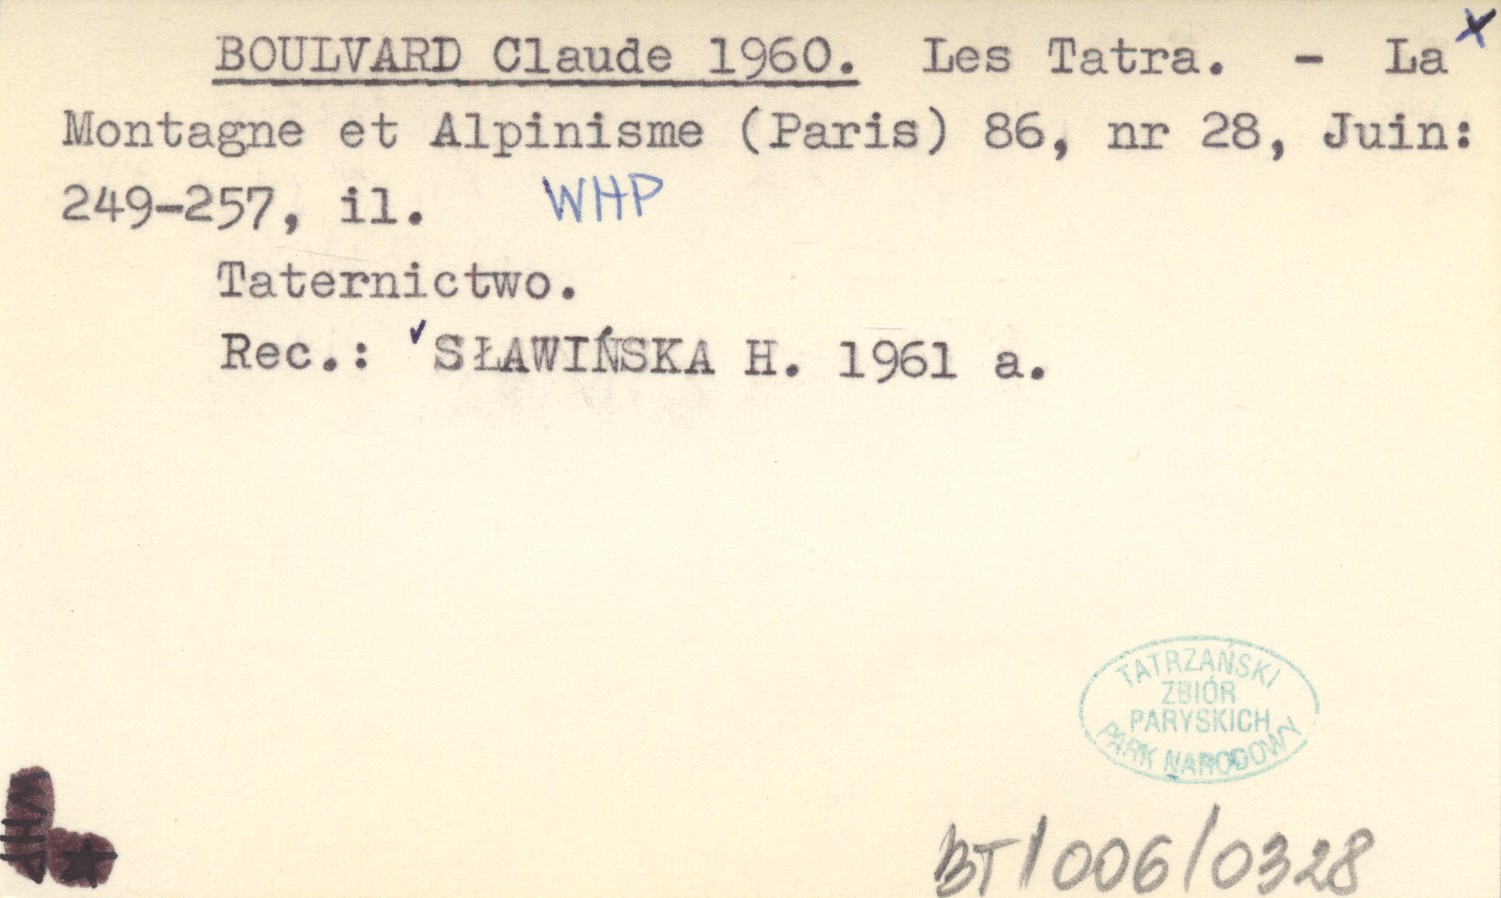 BOULVARD Claude 1960. Les Tatra. - La x
Montagne et Alpinisme (Paris) 86, nr 28, Juin:
249-257, il. WHP
Taternictwo.
Rec.: ✓SŁAWIŃSKA H. 1961 a.
TATRZAŃSKI
ZBIÓR
PARYSKICH
PARK NARODOWY
WHP
BT/006/0328